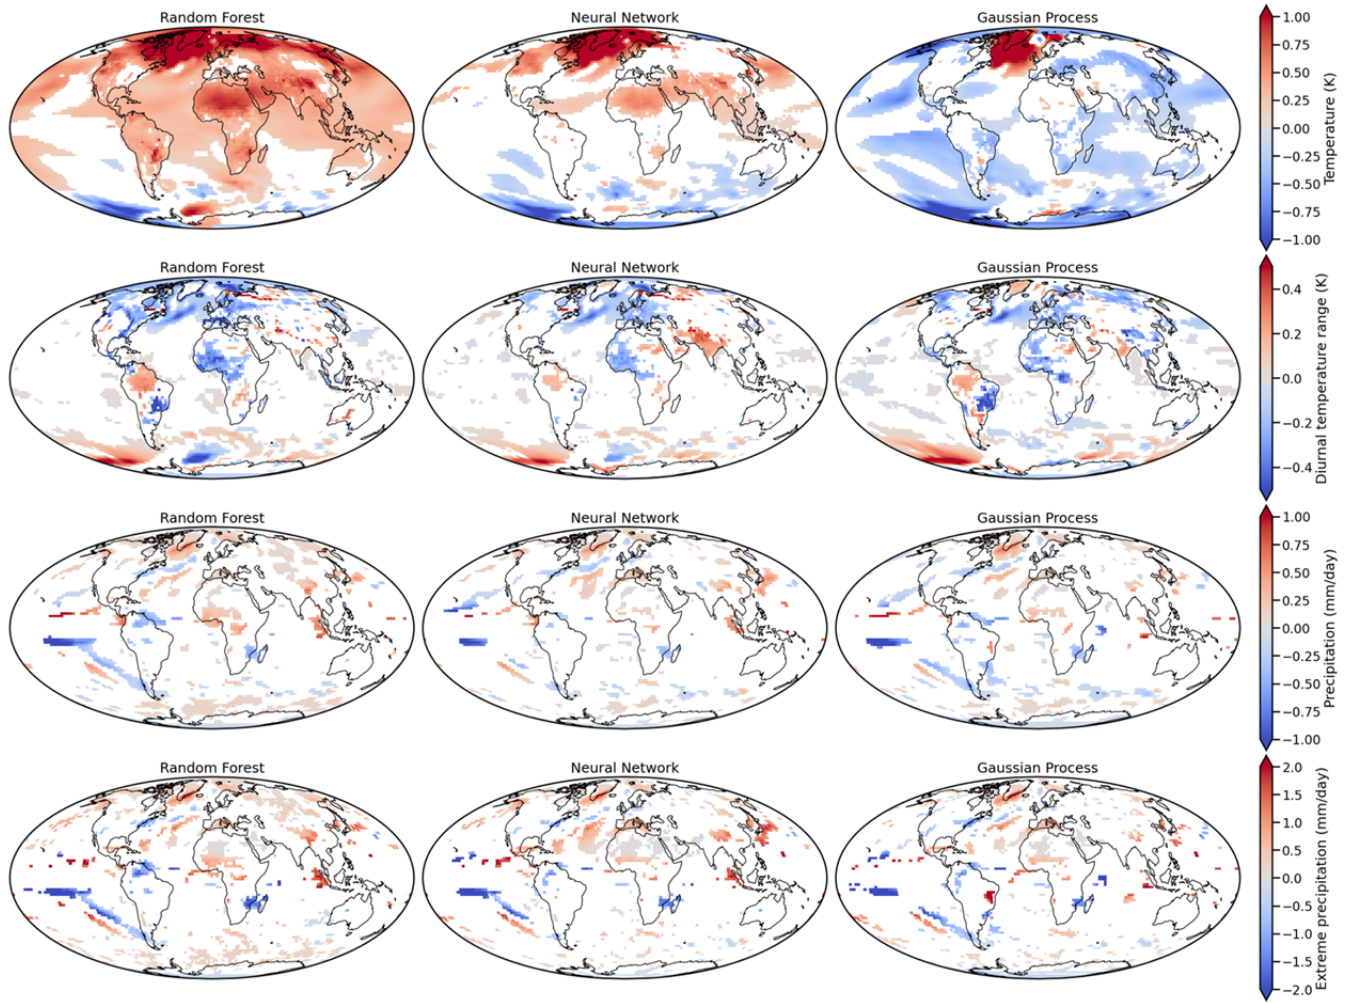 Random Forest
Neural Network
Gaussian Process
1.00
0.75
0.50
0.25
0.00
−0.25
−0.50
−0.75
−1.00
Temperature (K)
Random Forest
Neural Network
Gaussian Process
0.4
0.2
0.0
−0.2
−0.4
Diurnal temperature range (K)
Random Forest
Neural Network
Gaussian Process
1.00
0.75
0.50
0.25
0.00
−0.25
−0.50
−0.75
−1.00
Precipitation (mm/day)
Random Forest
Neural Network
Gaussian Process
2.0
1.5
1.0
0.5
0.0
−0.5
−1.0
−1.5
−2.0
Extreme precipitation (mm/day)